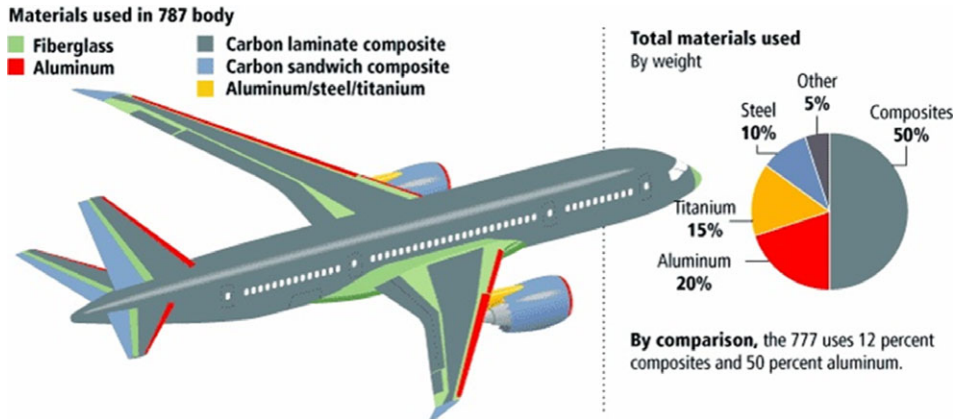 Materials used in 787 body
Fiberglass
Aluminum
Carbon laminate composite
Carbon sandwich composite
Aluminum/steel/titanium
Total materials used
By weight
Other
5%
Steel
10%
Composites
50%
Titanium
15%
Aluminum
20%
By comparison, the 777 uses 12 percent
composites and 50 percent aluminum.